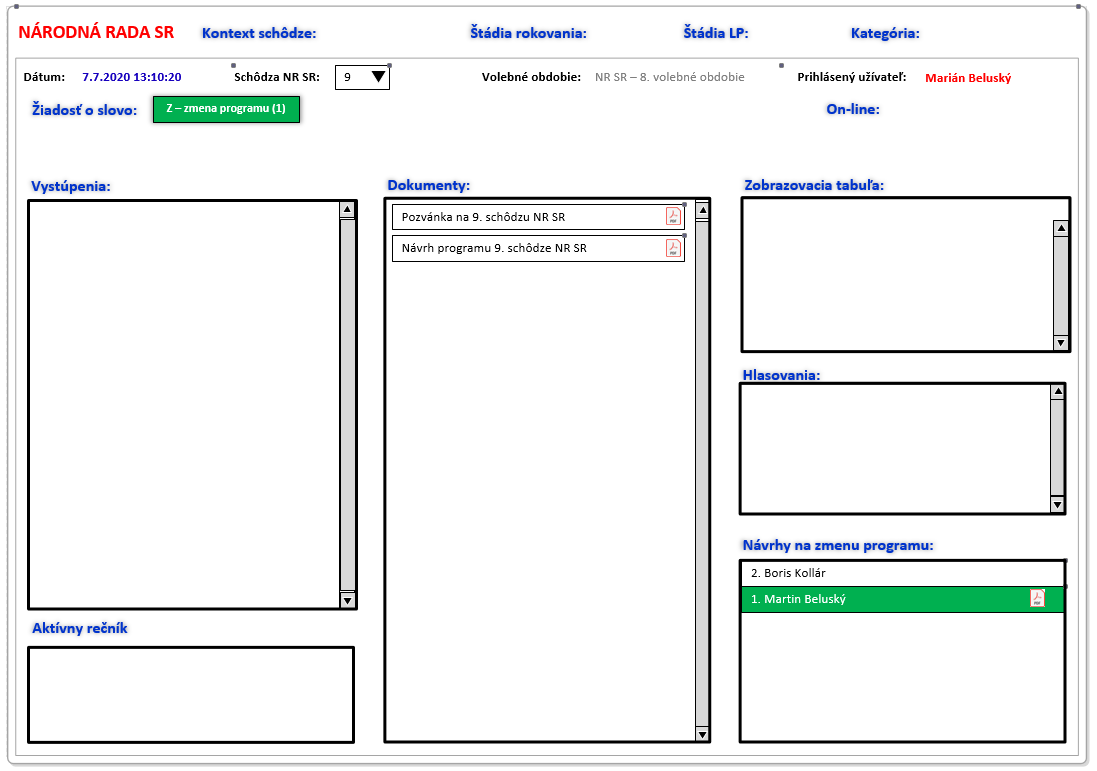 NÁRODNÁ RADA SR Kontext schôdze: Štádia rokovania: Štádia LP: Kategória:
Dátum: 7.7.2020 13:10:20 Schôdza NR SR: 9 Volebné obdobie: NR SR – 8. volebné obdobie Prihlásený užívateľ: Marián Beluský
Žiadosť o slovo: Z – zmena programu (1) On-line:
Vystúpenia:
Dokumenty:
Pozvánka na 9. schôdzu NR SR
Návrh programu 9. schôdze NR SR
Zobrazovacia tabuľa:
Hlasovania:
Návrhy na zmenu programu:
2. Boris Kollár
1. Martin Beluský
Aktívny rečník